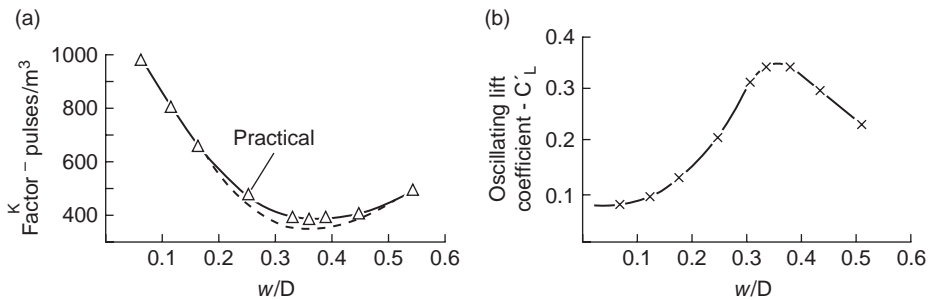 (a)
1000
800
600
400
K
Factor – pulses/m³
Practical
0.1 0.2 0.3 0.4 0.5 0.6
w/D
(b)
0.4
0.3
0.2
0.1
Oscillating lift
coefficient - C′L
0.1 0.2 0.3 0.4 0.5 0.6
w/D